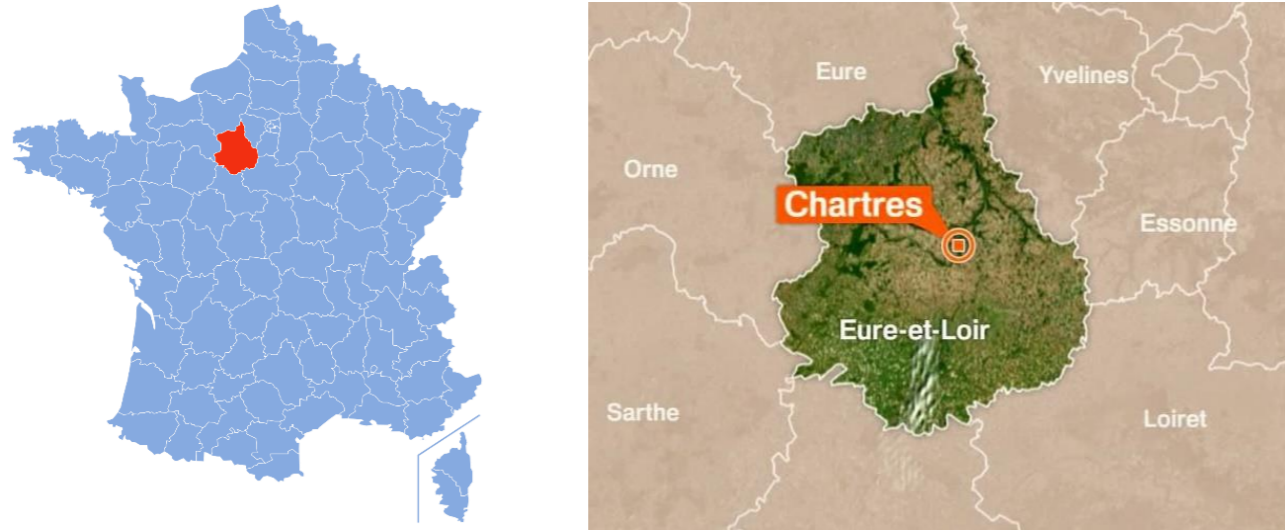 Eure
Yvelines
Orne
Chartres
Essonne
Eure-et-Loir
Sarthe
Loiret